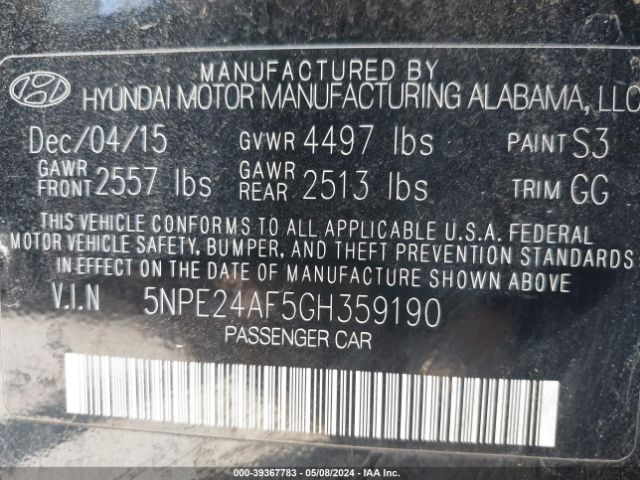 MANUFACTURED BY
HYUNDAI MOTOR MANUFACTURING ALABAMA, LLC
Dec/04/15 GVWR 4497 lbs PAINT S3
GAWR FRONT 2557 lbs GAWR REAR 2513 lbs TRIM GG
THIS VEHICLE CONFORMS TO ALL APPLICABLE U.S.A. FEDERAL
MOTOR VEHICLE SAFETY, BUMPER, AND THEFT PREVENTION STANDARDS
IN EFFECT ON THE DATE OF MANUFACTURE SHOWN ABOVE
V.I.N 5NPE24AF5GH359190
PASSENGER CAR
000-39367783 - 05/08/2024 - IAA Inc.